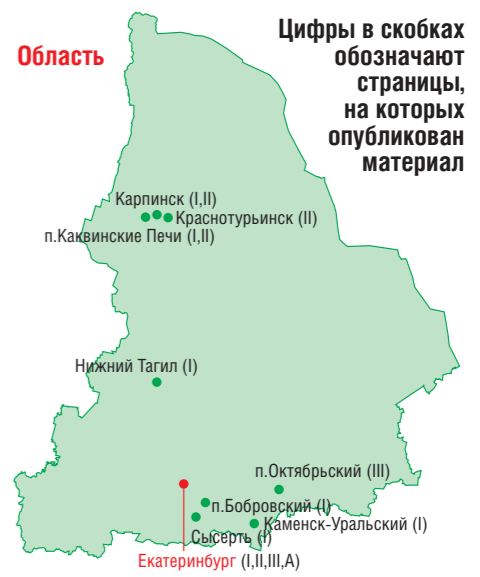 Область
Цифры в скобках
обозначают
страницы,
на которых
опубликован
материал
Карпинск (I,II)
Краснотурьинск (II)
п.Каквинские Печи (I,II)
Нижний Тагил (I)
п.Октябрьский (III)
п.Бобровский (I)
Каменск-Уральский (I)
Сысерть (I)
Екатеринбург (I,II,III,А)